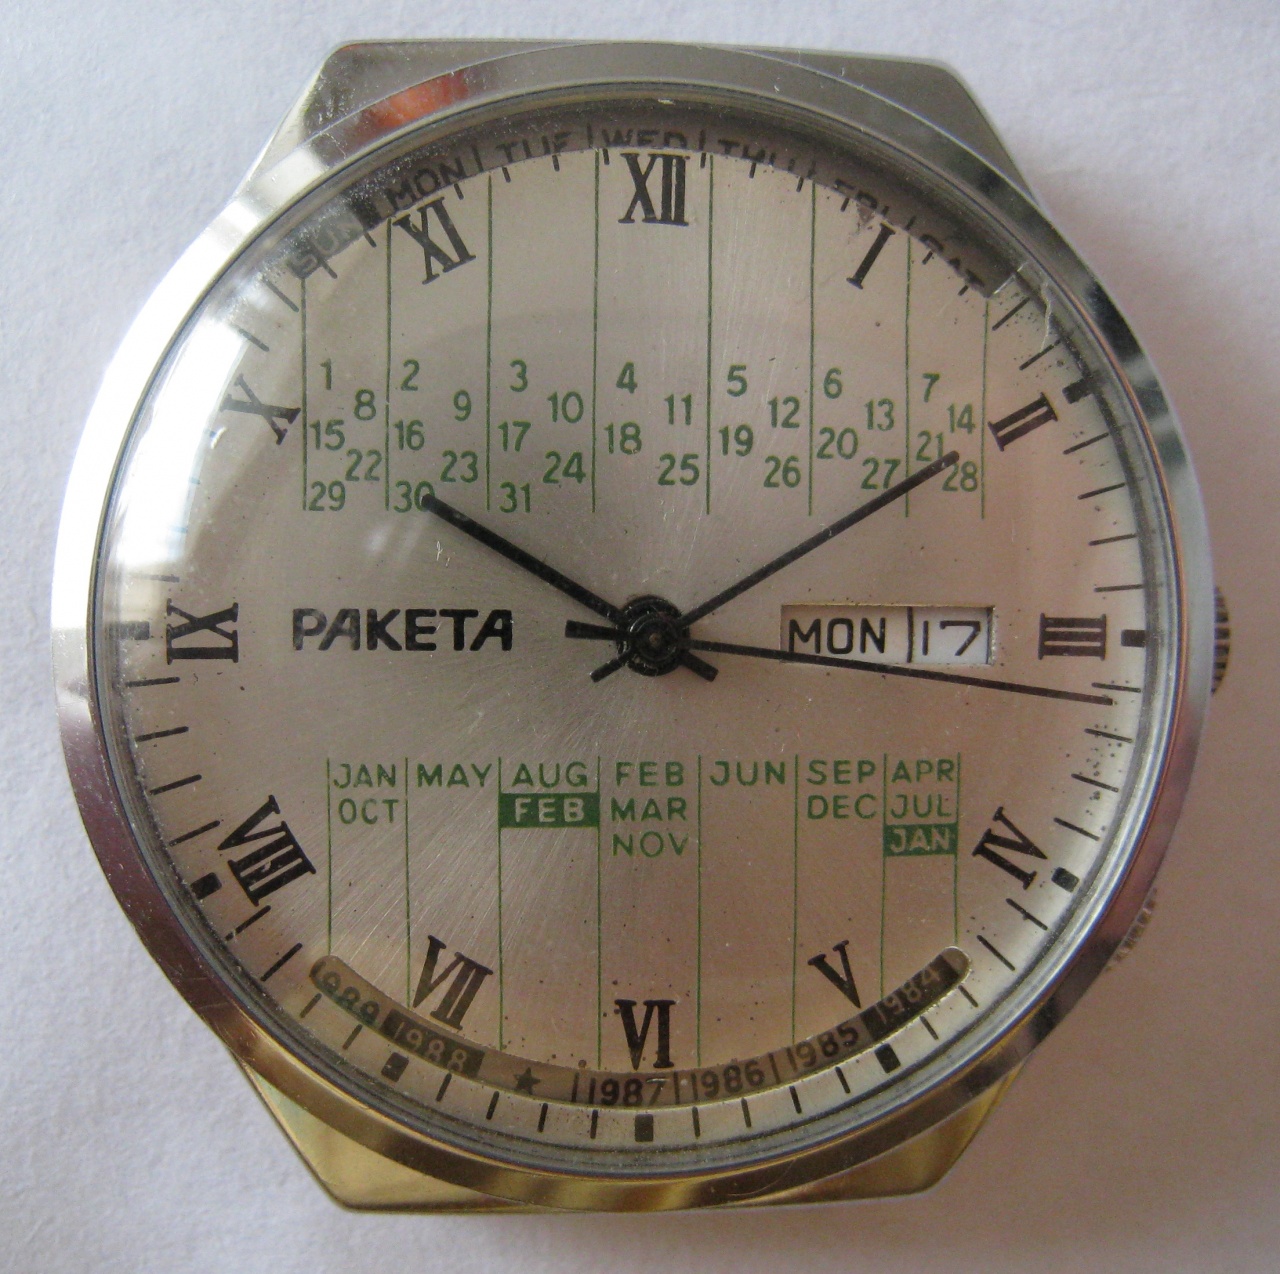 SUN MON TUE WED THU FRI SAT
XII
XI I
X II
1 2 3 4 5 6 7
8 9 10 11 12 13 14
15 16 17 18 19 20 21
22 23 24 25 26 27 28
29 30 31
IX РАКЕТА MON 17 III
JAN MAY AUG FEB JUN SEP APR
OCT FEB MAR DEC JUL
NOV JAN
VIII IV
VII V
VI
1989 1988 ★ 1987 1986 1985 1984